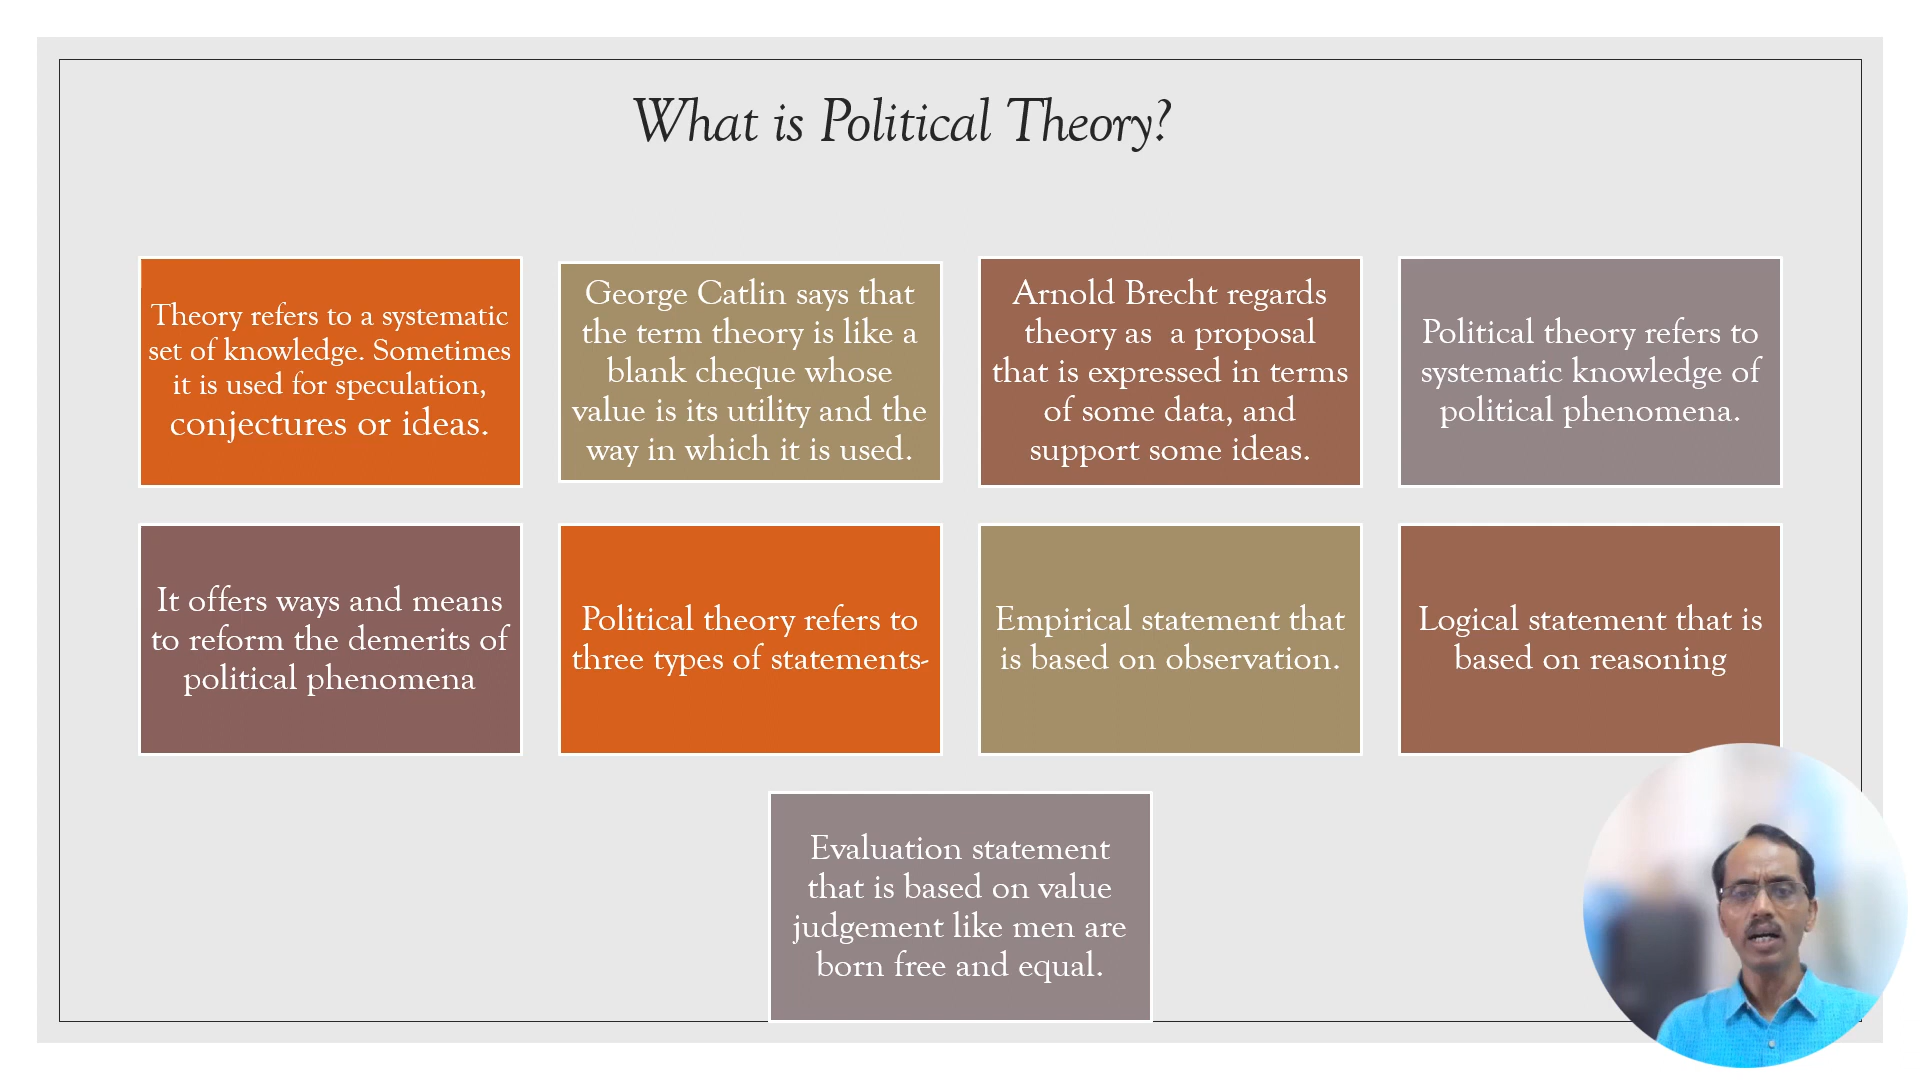 What is Political Theory?
Theory refers to a systematic
set of knowledge. Sometimes
it is used for speculation,
conjectures or ideas.
George Catlin says that
the term theory is like a
blank cheque whose
value is its utility and the
way in which it is used.
Arnold Brecht regards
theory as a proposal
that is expressed in terms
of some data, and
support some ideas.
Political theory refers to
systematic knowledge of
political phenomena.
It offers ways and means
to reform the demerits of
political phenomena
Political theory refers to
three types of statements-
Empirical statement that
is based on observation.
Logical statement that is
based on reasoning
Evaluation statement
that is based on value
judgement like men are
born free and equal.